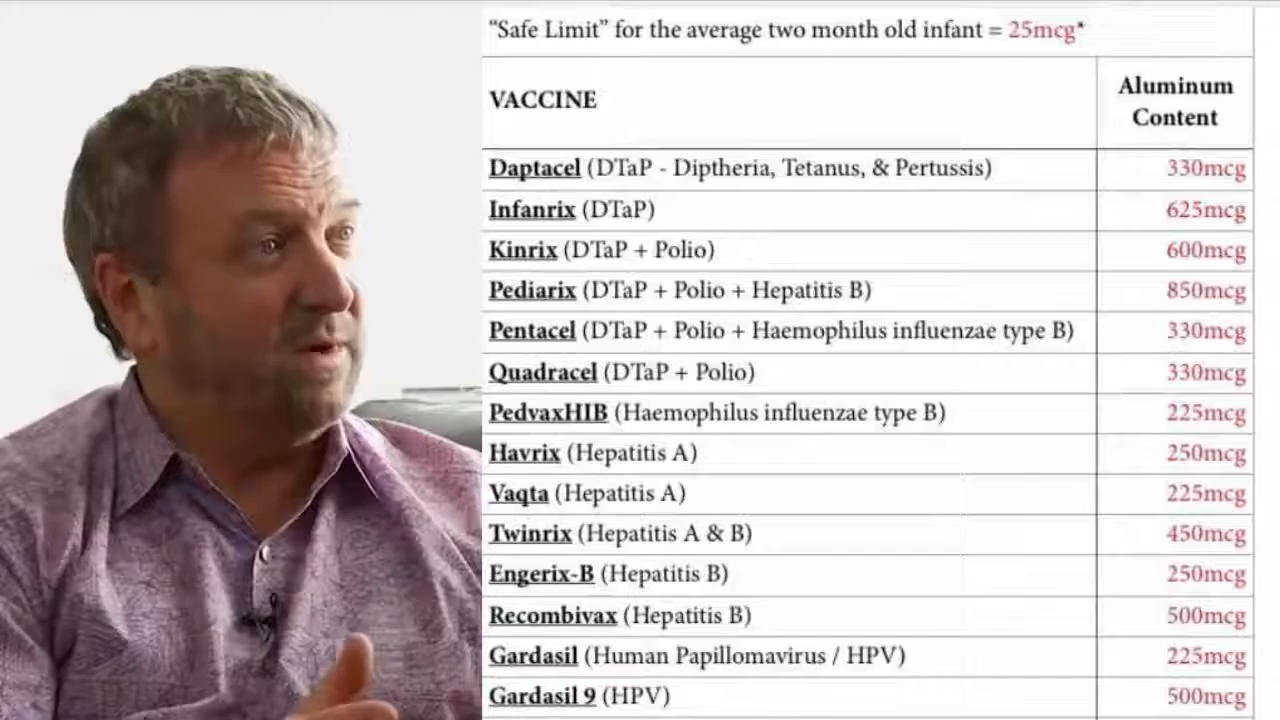 “Safe Limit” for the average two month old infant = 25mcg*
VACCINE Aluminum Content
Daptacel (DTaP - Diptheria, Tetanus, & Pertussis) 330mcg
Infanrix (DTaP) 625mcg
Kinrix (DTaP + Polio) 600mcg
Pediarix (DTaP + Polio + Hepatitis B) 850mcg
Pentacel (DTaP + Polio + Haemophilus influenzae type B) 330mcg
Quadracel (DTaP + Polio) 330mcg
PedvaxHIB (Haemophilus influenzae type B) 225mcg
Havrix (Hepatitis A) 250mcg
Vaqta (Hepatitis A) 225mcg
Twinrix (Hepatitis A & B) 450mcg
Engerix-B (Hepatitis B) 250mcg
Recombivax (Hepatitis B) 500mcg
Gardasil (Human Papillomavirus / HPV) 225mcg
Gardasil 9 (HPV) 500mcg